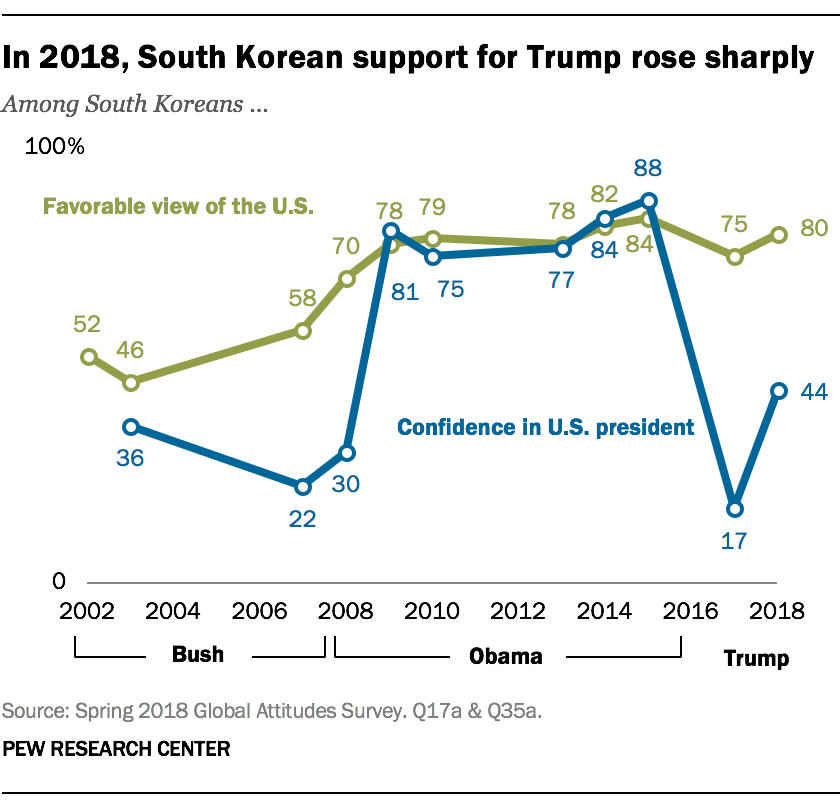 In 2018, South Korean support for Trump rose sharply
Among South Koreans ...
100%
Favorable view of the U.S.
52
46
58
70
78
79
78
82
84
75
80
Confidence in U.S. president
36
22
30
81
75
77
84
88
17
44
0
2002 2004 2006 2008 2010 2012 2014 2016 2018
Bush Obama Trump
Source: Spring 2018 Global Attitudes Survey. Q17a & Q35a.
PEW RESEARCH CENTER